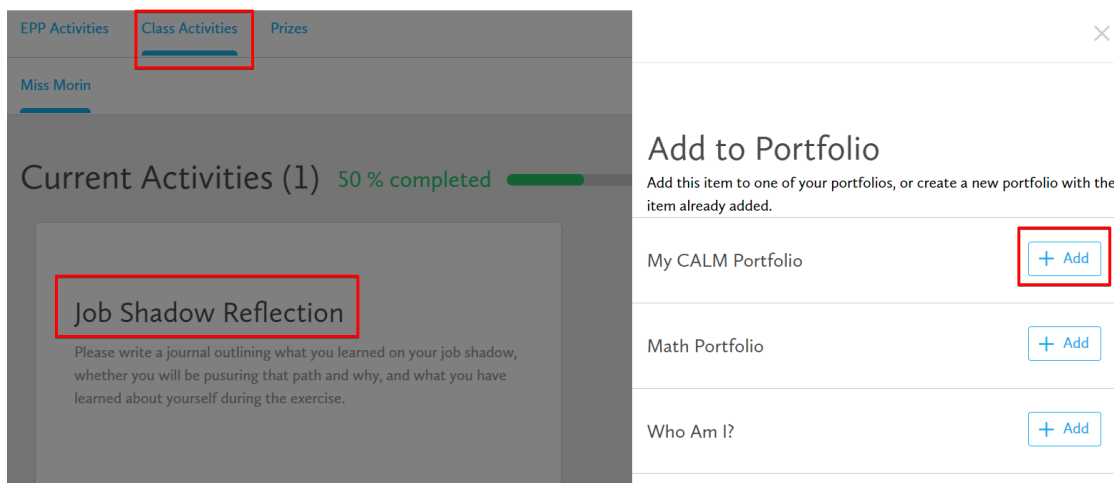 EPP Activities Class Activities Prizes
Miss Morin
Current Activities (1) 50 % completed
Job Shadow Reflection
Please write a journal outlining what you learned on your job shadow,
whether you will be pusuring that path and why, and what you have
learned about yourself during the exercise.
Add to Portfolio
Add this item to one of your portfolios, or create a new portfolio with the
item already added.
My CALM Portfolio + Add
Math Portfolio + Add
Who Am I? + Add